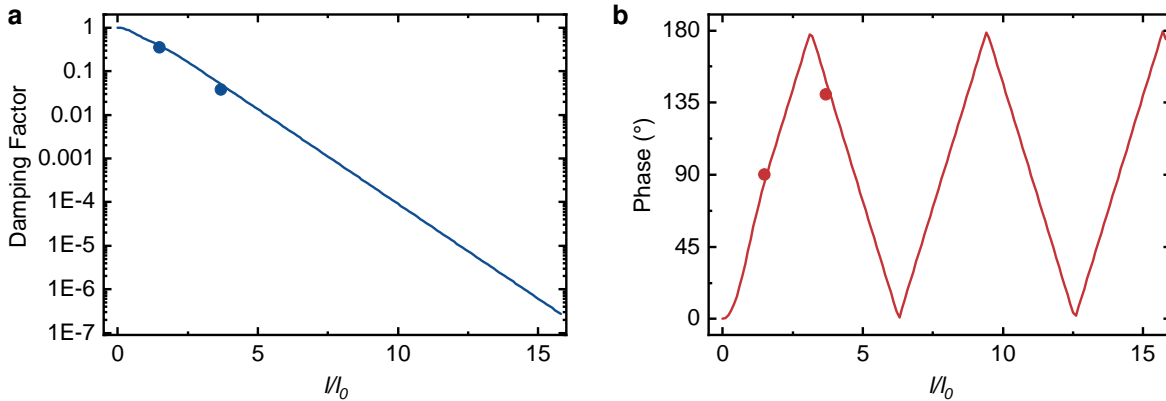 a
Damping Factor
1
0.1
0.01
0.001
1E-4
1E-5
1E-6
1E-7
0 5 10 15
l/l0
b
Phase (°)
180
135
90
45
0
0 5 10 15
l/l0